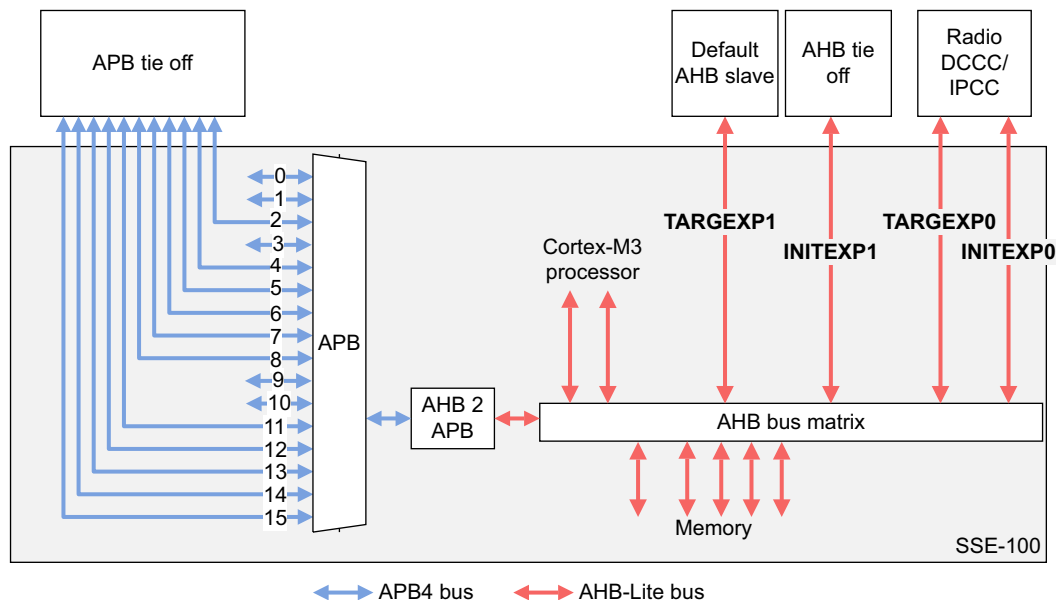 APB tie off
Default
AHB slave
AHB tie
off
Radio
DCCC/
IPCC
0
1
2
3
4
5
6
7
8
9
10
11
12
13
14
15
APB
TARGEXP1
TARGEXP0
INITEXP1
INITEXP0
Cortex-M3
processor
AHB 2
APB
AHB bus matrix
Memory
SSE-100
APB4 bus
AHB-Lite bus